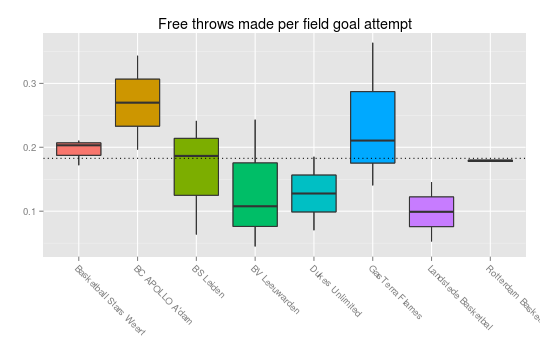 Free throws made per field goal attempt
0.3
0.2
0.1
Basketball Stars Weert
BC APOLLO A'dam
BS Leiden
BV Leeuwarden
Dukes Unlimited
GasTerra Flames
Landstede Basketbal
Rotterdam Basket